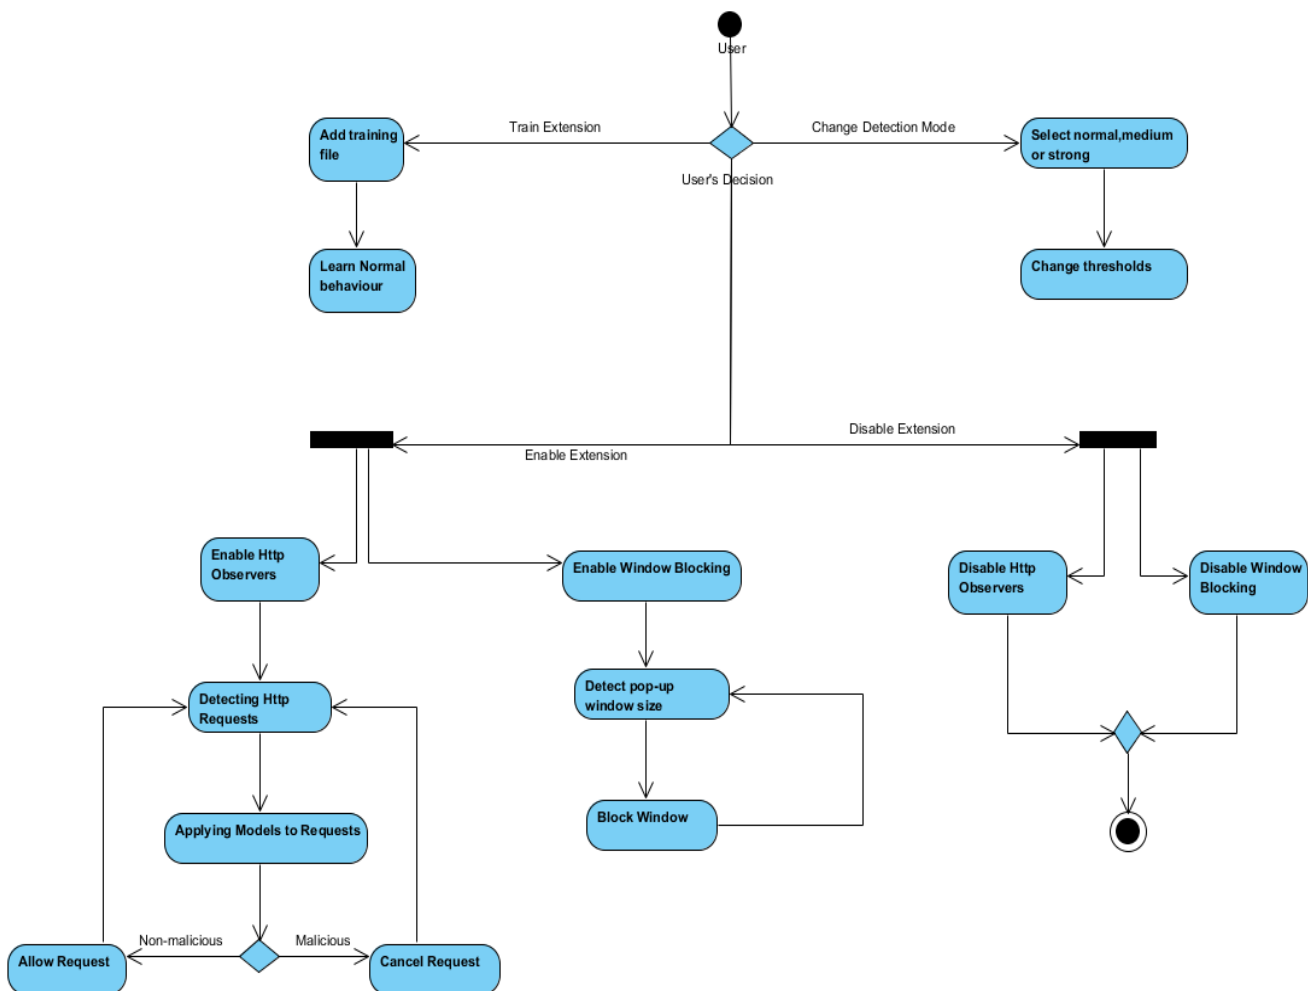 User
Train Extension
Change Detection Mode
Add training
file
Select normal,medium
or strong
User's Decision
Learn Normal
behaviour
Change thresholds
Disable Extension
Enable Extension
Enable Http
Observers
Enable Window Blocking
Disable Http
Observers
Disable Window
Blocking
Detecting Http
Requests
Detect pop-up
window size
Applying Models to Requests
Block Window
Non-malicious
Malicious
Allow Request
Cancel Request